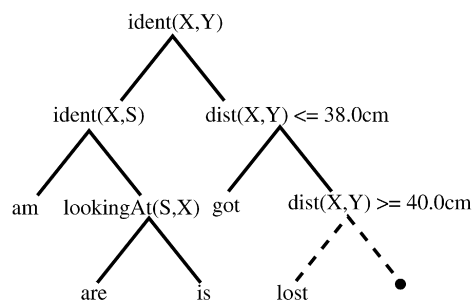 ident(X,Y)
ident(X,S) dist(X,Y) <= 38.0cm
am lookingAt(S,X) got dist(X,Y) >= 40.0cm
are is lost